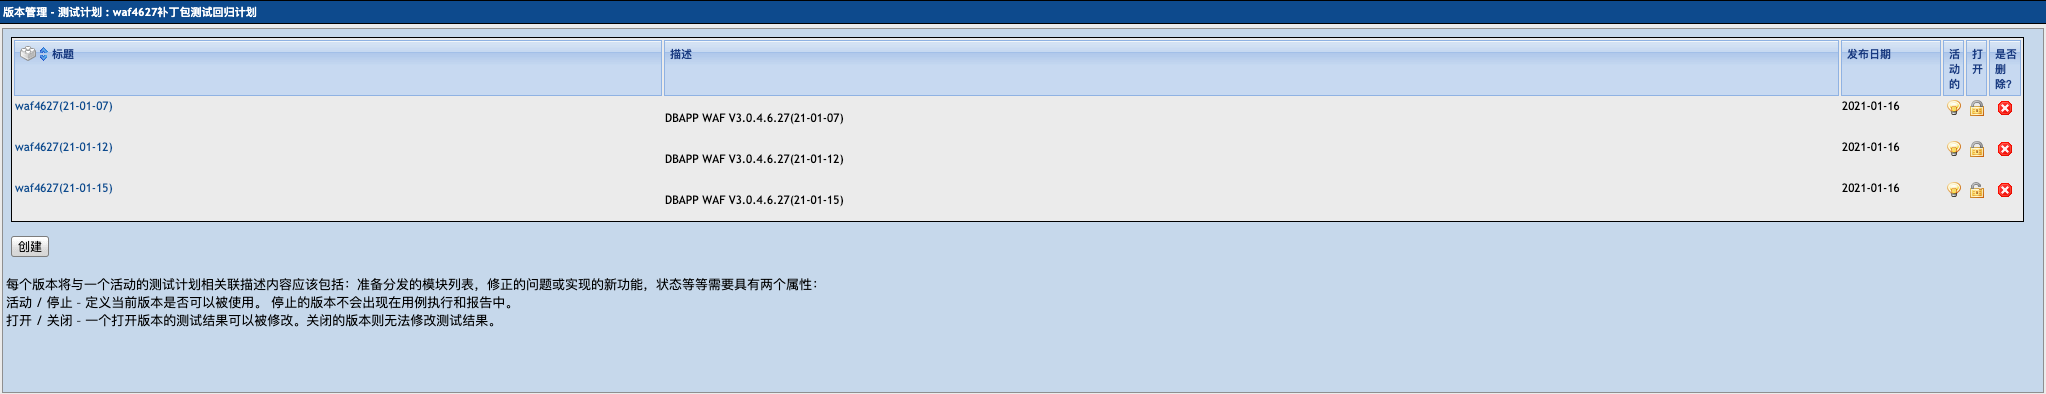 版本管理 - 测试计划 : waf4627补丁包测试回归计划
标题 描述 发布日期 活动的 打开 是否删除?
waf4627(21-01-07) DBAPP WAF V3.0.4.6.27(21-01-07) 2021-01-16
waf4627(21-01-12) DBAPP WAF V3.0.4.6.27(21-01-12) 2021-01-16
waf4627(21-01-15) DBAPP WAF V3.0.4.6.27(21-01-15) 2021-01-16
创建
每个版本将与一个活动的测试计划相关联描述内容应该包括：准备分发的模块列表，修正的问题或实现的新功能，状态等等需要具有两个属性：
活动 / 停止 - 定义当前版本是否可以被使用。 停止的版本不会出现在用例执行和报告中。
打开 / 关闭 - 一个打开版本的测试结果可以被修改。关闭的版本则无法修改测试结果。